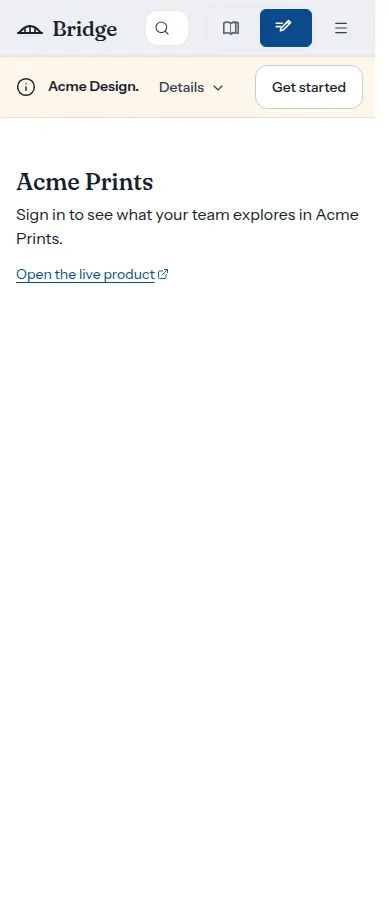 Bridge
Acme Design.
Details
Get started
Acme Prints
Sign in to see what your team explores in Acme
Prints.
Open the live product